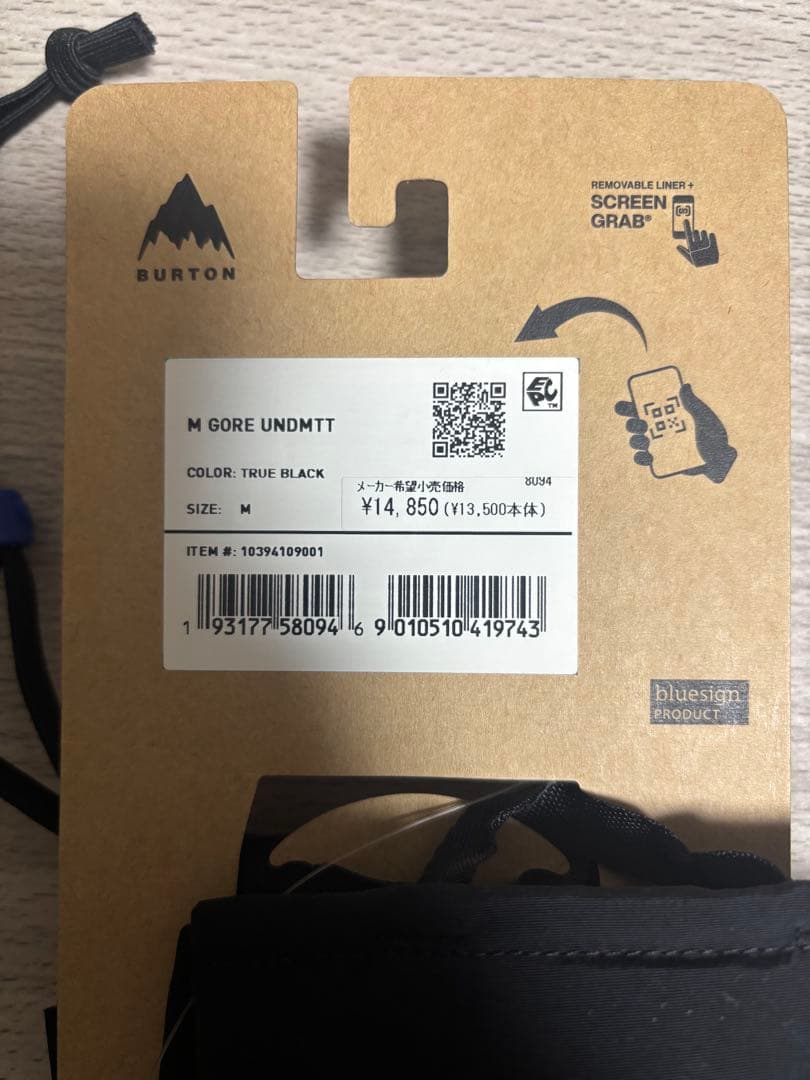 BURTON
REMOVABLE LINER +
SCREEN
GRAB®
M GORE UNDMTT
EPC™
COLOR: TRUE BLACK
メーカー希望小売価格 8094
SIZE: M
¥14,850(¥13,500本体)
ITEM #: 10394109001
1 93177 58094 6 9 010510 419743
bluesign
PRODUCT